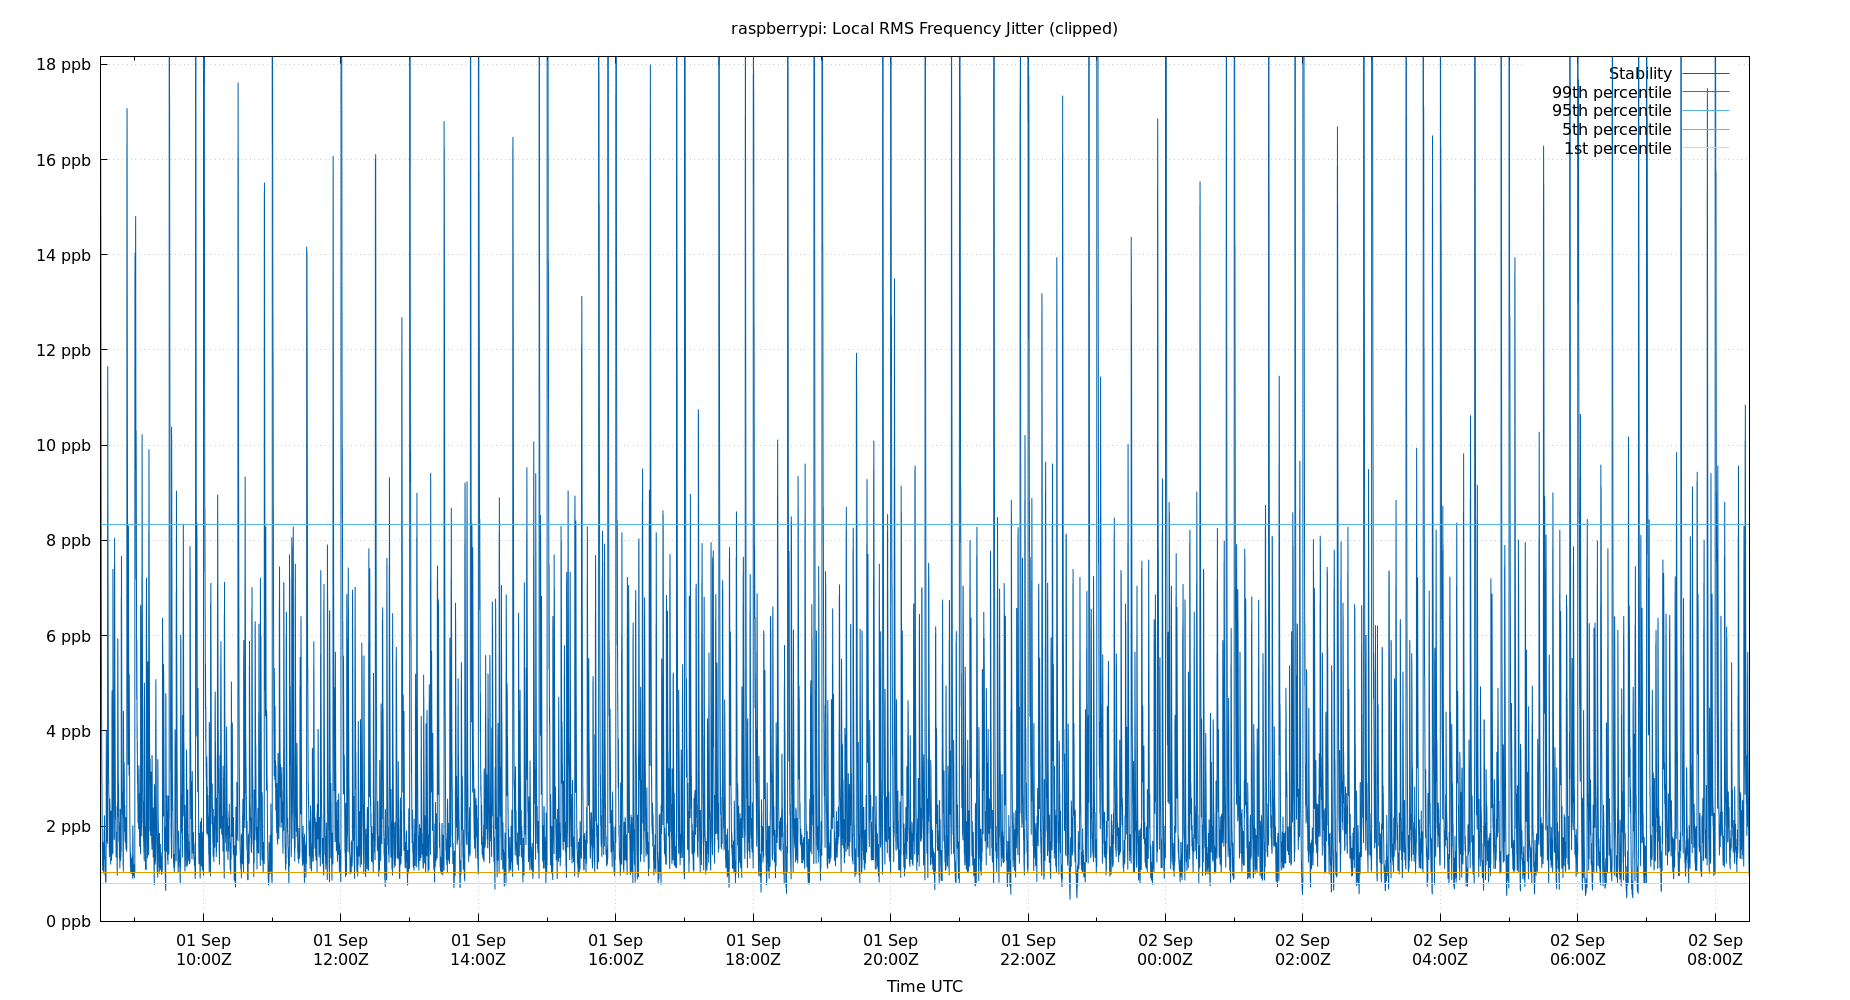 raspberrypi: Local RMS Frequency Jitter (clipped)
18 ppb
16 ppb
14 ppb
12 ppb
10 ppb
8 ppb
6 ppb
4 ppb
2 ppb
0 ppb
Stability
99th percentile
95th percentile
5th percentile
1st percentile
01 Sep 01 Sep 01 Sep 01 Sep 01 Sep 01 Sep 01 Sep 02 Sep 02 Sep 02 Sep 02 Sep 02 Sep
10:00Z 12:00Z 14:00Z 16:00Z 18:00Z 20:00Z 22:00Z 00:00Z 02:00Z 04:00Z 06:00Z 08:00Z
Time UTC